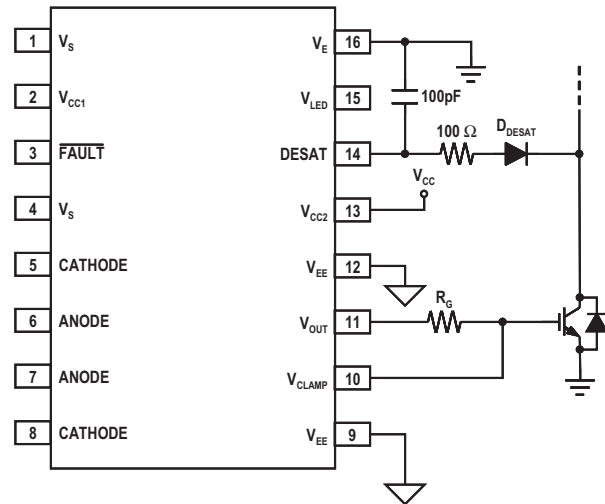 1 V_S
V_E 16
2 V_CC1
V_LED 15
100pF
3 FAULT
DESAT 14
100 Ω
D_DESAT
4 V_S
V_CC2 13
V_CC
5 CATHODE
V_EE 12
6 ANODE
V_OUT 11
R_G
7 ANODE
V_CLAMP 10
8 CATHODE
V_EE 9